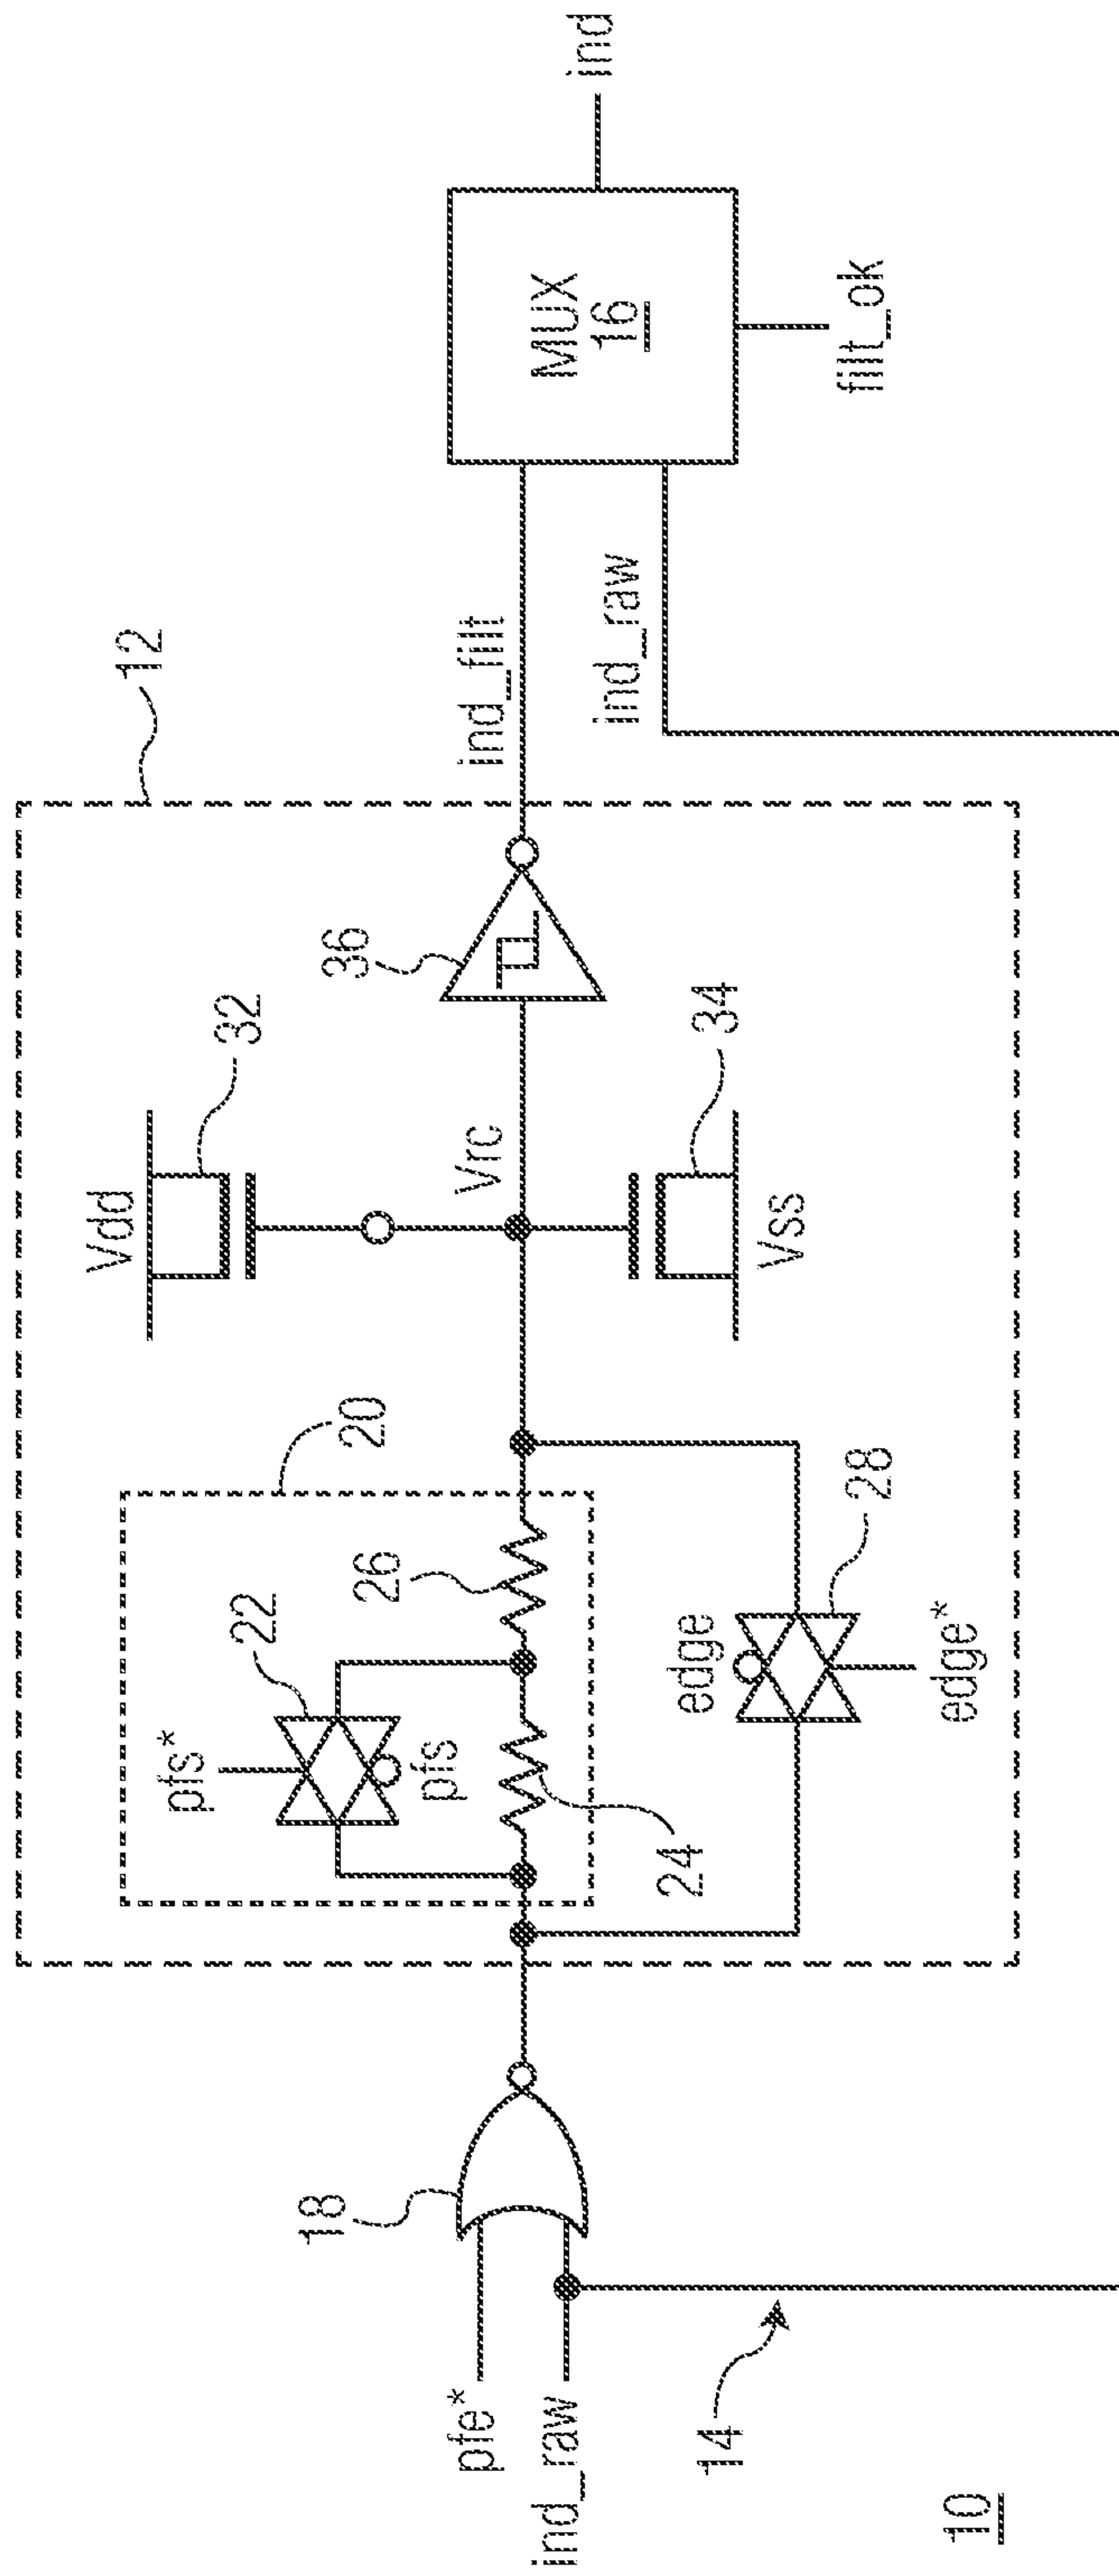 12
20
Vdd
32
36
pfs*
22
pfs
26
24
Vrc
34
Vss
edge
28
edge*
18
pfe*
ind_raw
14
10
ind_filt
ind_raw
MUX
16
ind
filt_ok